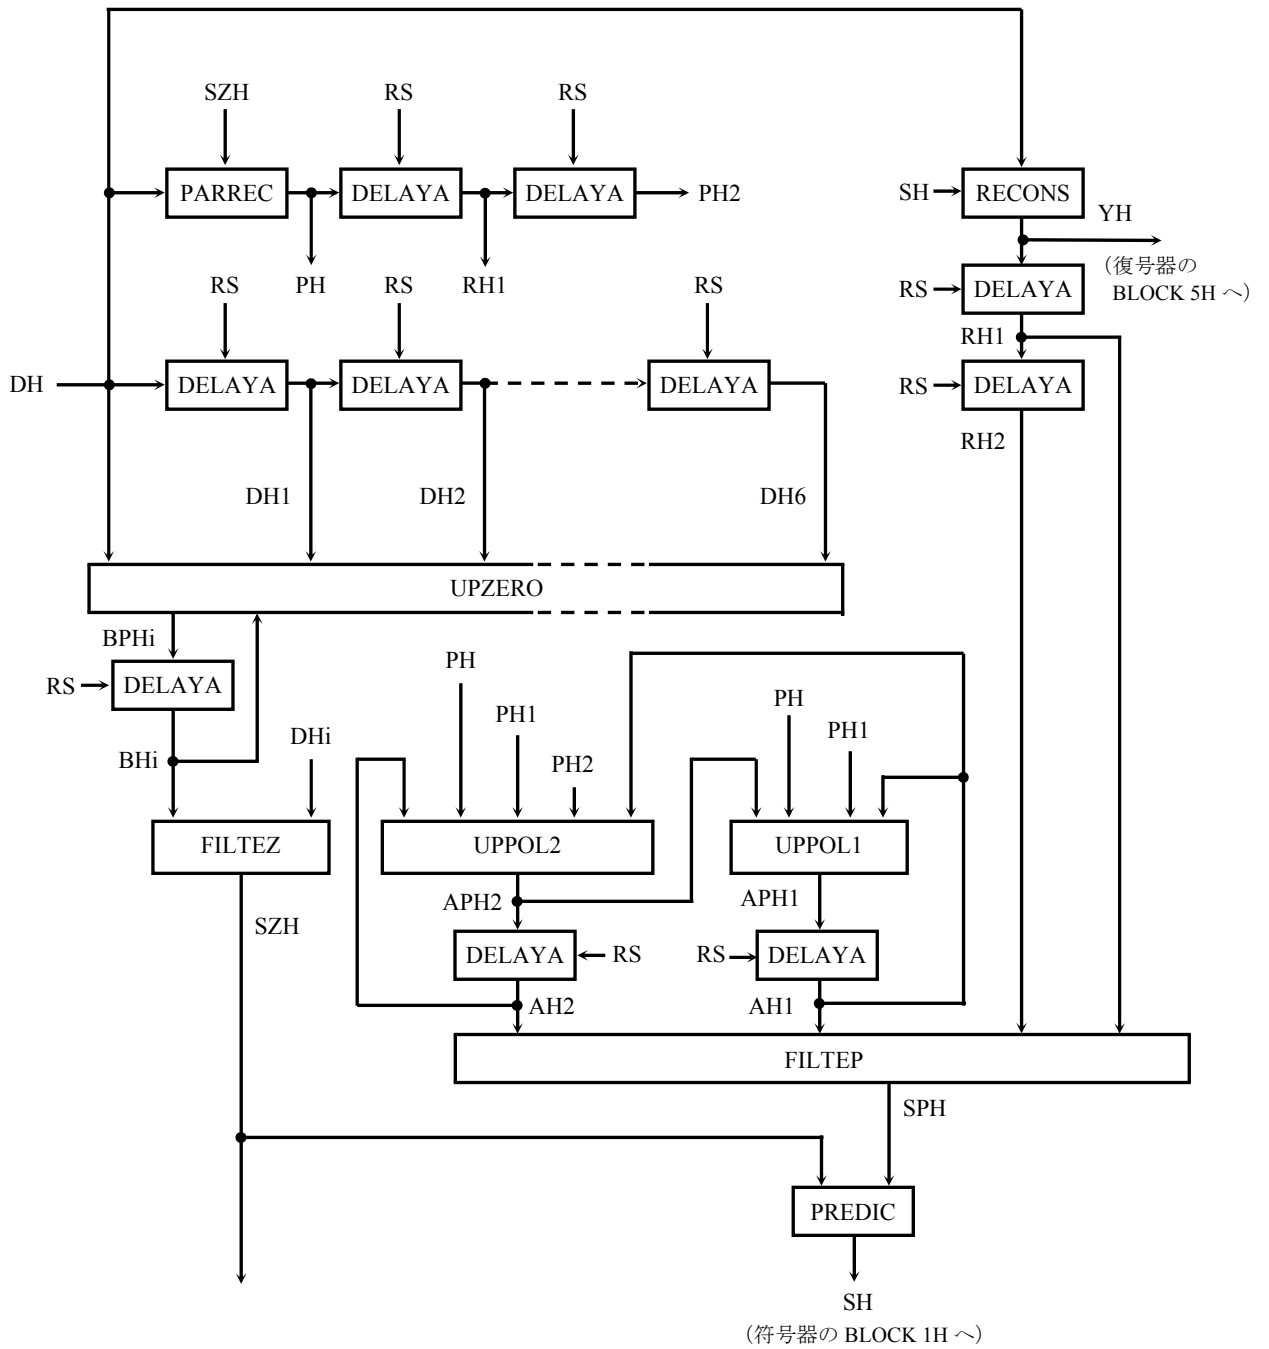 SZH RS RS
PARREC DELAYA DELAYA PH2 SH RECONS
YH
PH RH1
(復号器の
BLOCK 5H へ)
RS RS RS RS DELAYA
RH1
DH DELAYA DELAYA DELAYA RS DELAYA
RH2
DH1 DH2 DH6
UPZERO
BPHi
RS DELAYA
PH PH
PH1 PH1
BHi DHi PH2
FILTEZ UPPOL2 UPPOL1
APH2 APH1
SZH
DELAYA RS RS DELAYA
AH2 AH1
FILTEP
SPH
PREDIC
SH
(符号器の BLOCK 1H へ)